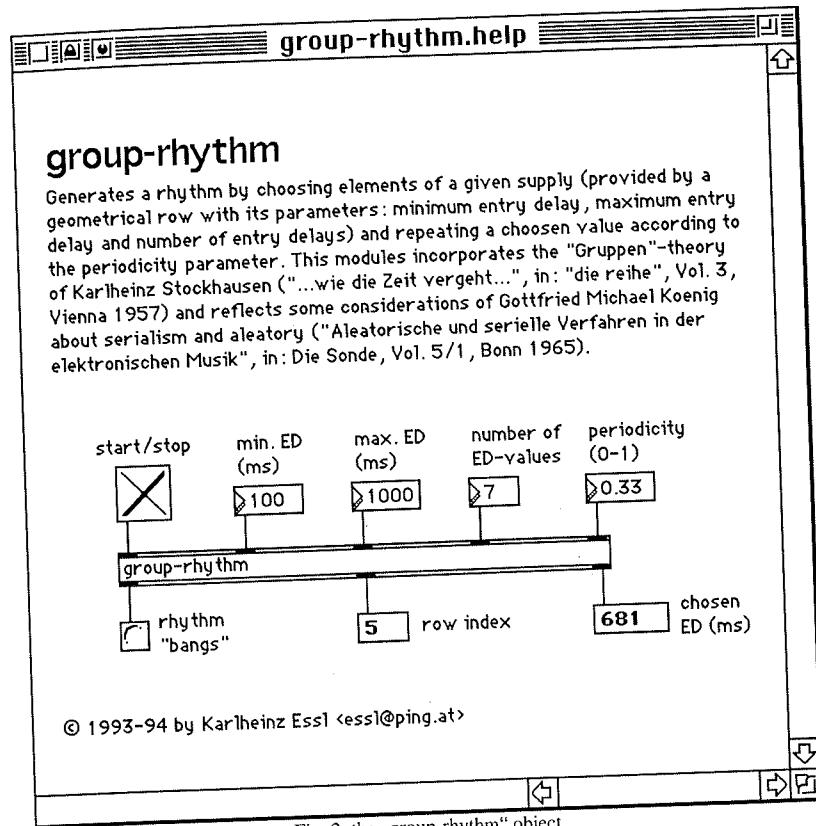 group-rhythm.help
group-rhythm
Generates a rhythm by choosing elements of a given supply (provided by a
geometrical row with its parameters: minimum entry delay, maximum entry
delay and number of entry delays) and repeating a choosen value according to
the periodicity parameter. This modules incorporates the "Gruppen"-theory
of Karlheinz Stockhausen ("...wie die Zeit vergeht...", in: "die reihe", Vol. 3,
Vienna 1957) and reflects some considerations of Gottfried Michael Koenig
about serialism and aleatory ("Aleatorische und serielle Verfahren in der
elektronischen Musik", in: Die Sonde, Vol. 5/1, Bonn 1965).
start/stop
min. ED
(ms)
max. ED
(ms)
number of
ED-values
periodicity
(0-1)
100
1000
7
0.33
group-rhythm
rhythm
"bangs"
5
row index
681
chosen
ED (ms)
© 1993-94 by Karlheinz Essl <essl@ping.at>
group-rhythm" object